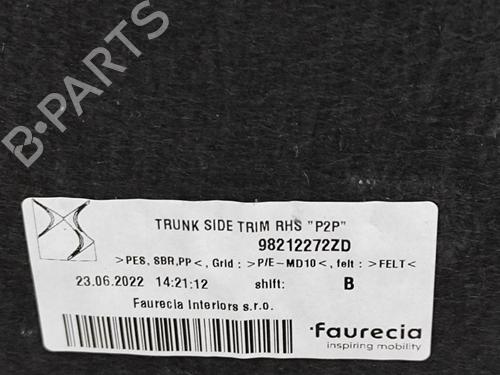 B-PARTS
TRUNK SIDE TRIM RHS "P2P"
98212272ZD
>PES, SBR,PP<, Grid : >P/E-MD10<, felt : >FELT<
23.06.2022 14:21:12 shift: B
Faurecia Interiors s.r.o.
faurecia
inspiring mobility